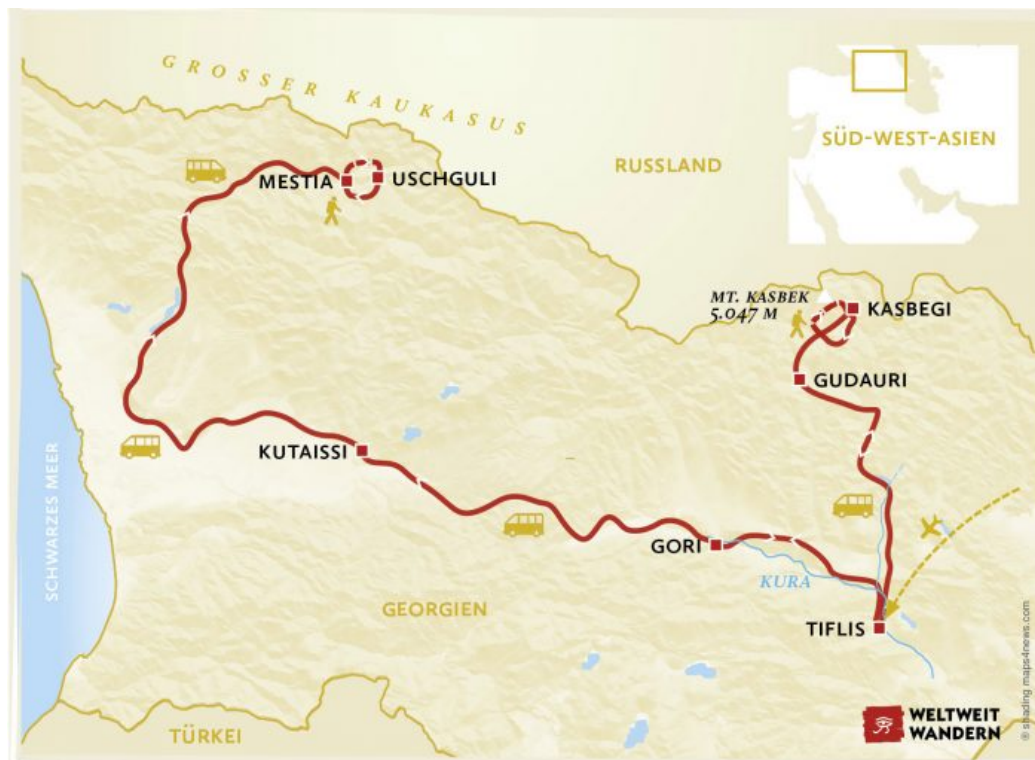 GROSSER KAUKASUS
RUSSLAND
SÜD-WEST-ASIEN
MESTIA
USCHGULI
MT. KASBEK
5.047 M
KASBEGI
GUDAURI
KUTAISSI
SCHWARZES MEER
GORI
KURA
GEORGIEN
TIFLIS
TÜRKEI
WELTWEIT
WANDERN
© shading maps4news.com